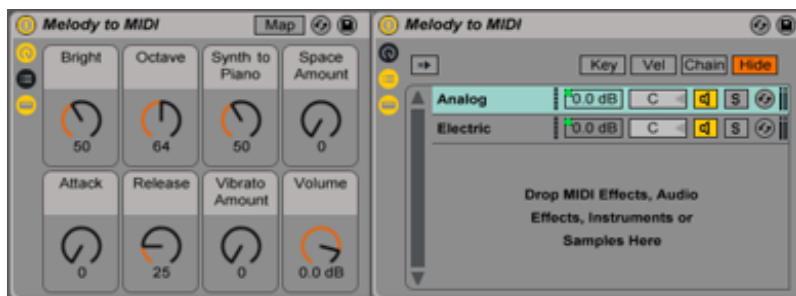 Melody to MIDI
Map
Bright
Octave
Synth to
Piano
Space
Amount
50
64
50
0
Attack
Release
Vibrato
Amount
Volume
0
25
0
0.0 dB
Melody to MIDI
Key Vel Chain Hide
Analog 0.0 dB C S
Electric 0.0 dB C S
Drop MIDI Effects, Audio
Effects, Instruments or
Samples Here